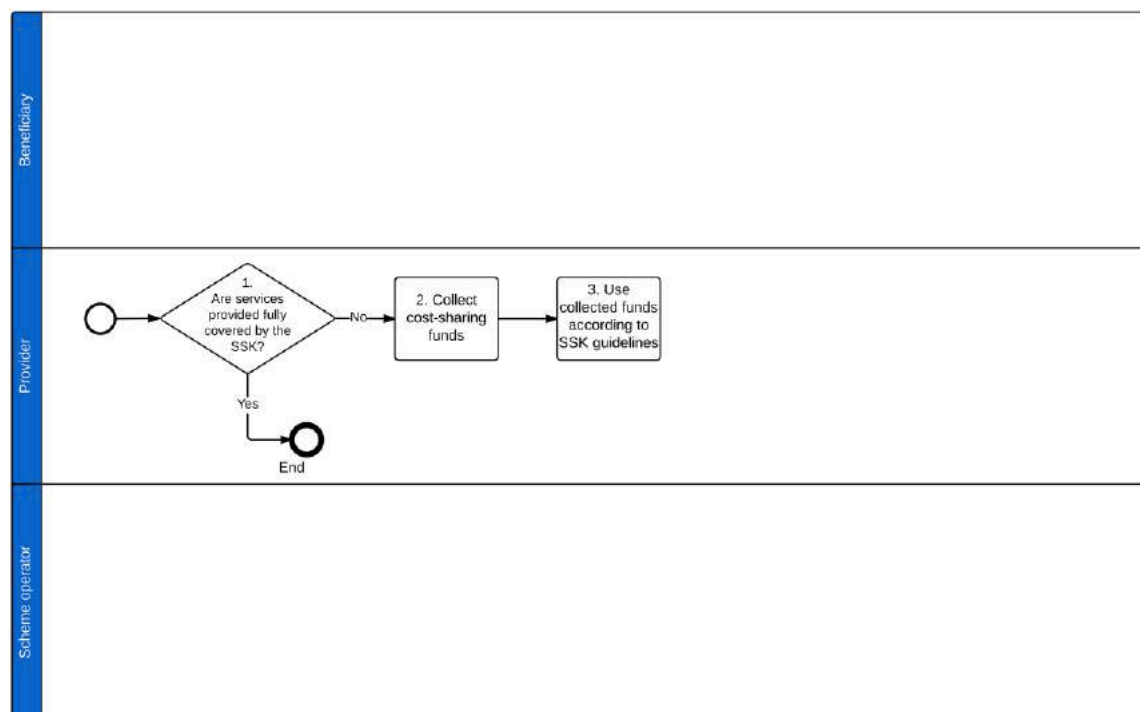 Beneficiary
Provider
1.
Are services
provided fully
covered by the
SSK?
No
2. Collect
cost-sharing
funds
3. Use
collected funds
according to
SSK guidelines
Yes
End
Scheme operator